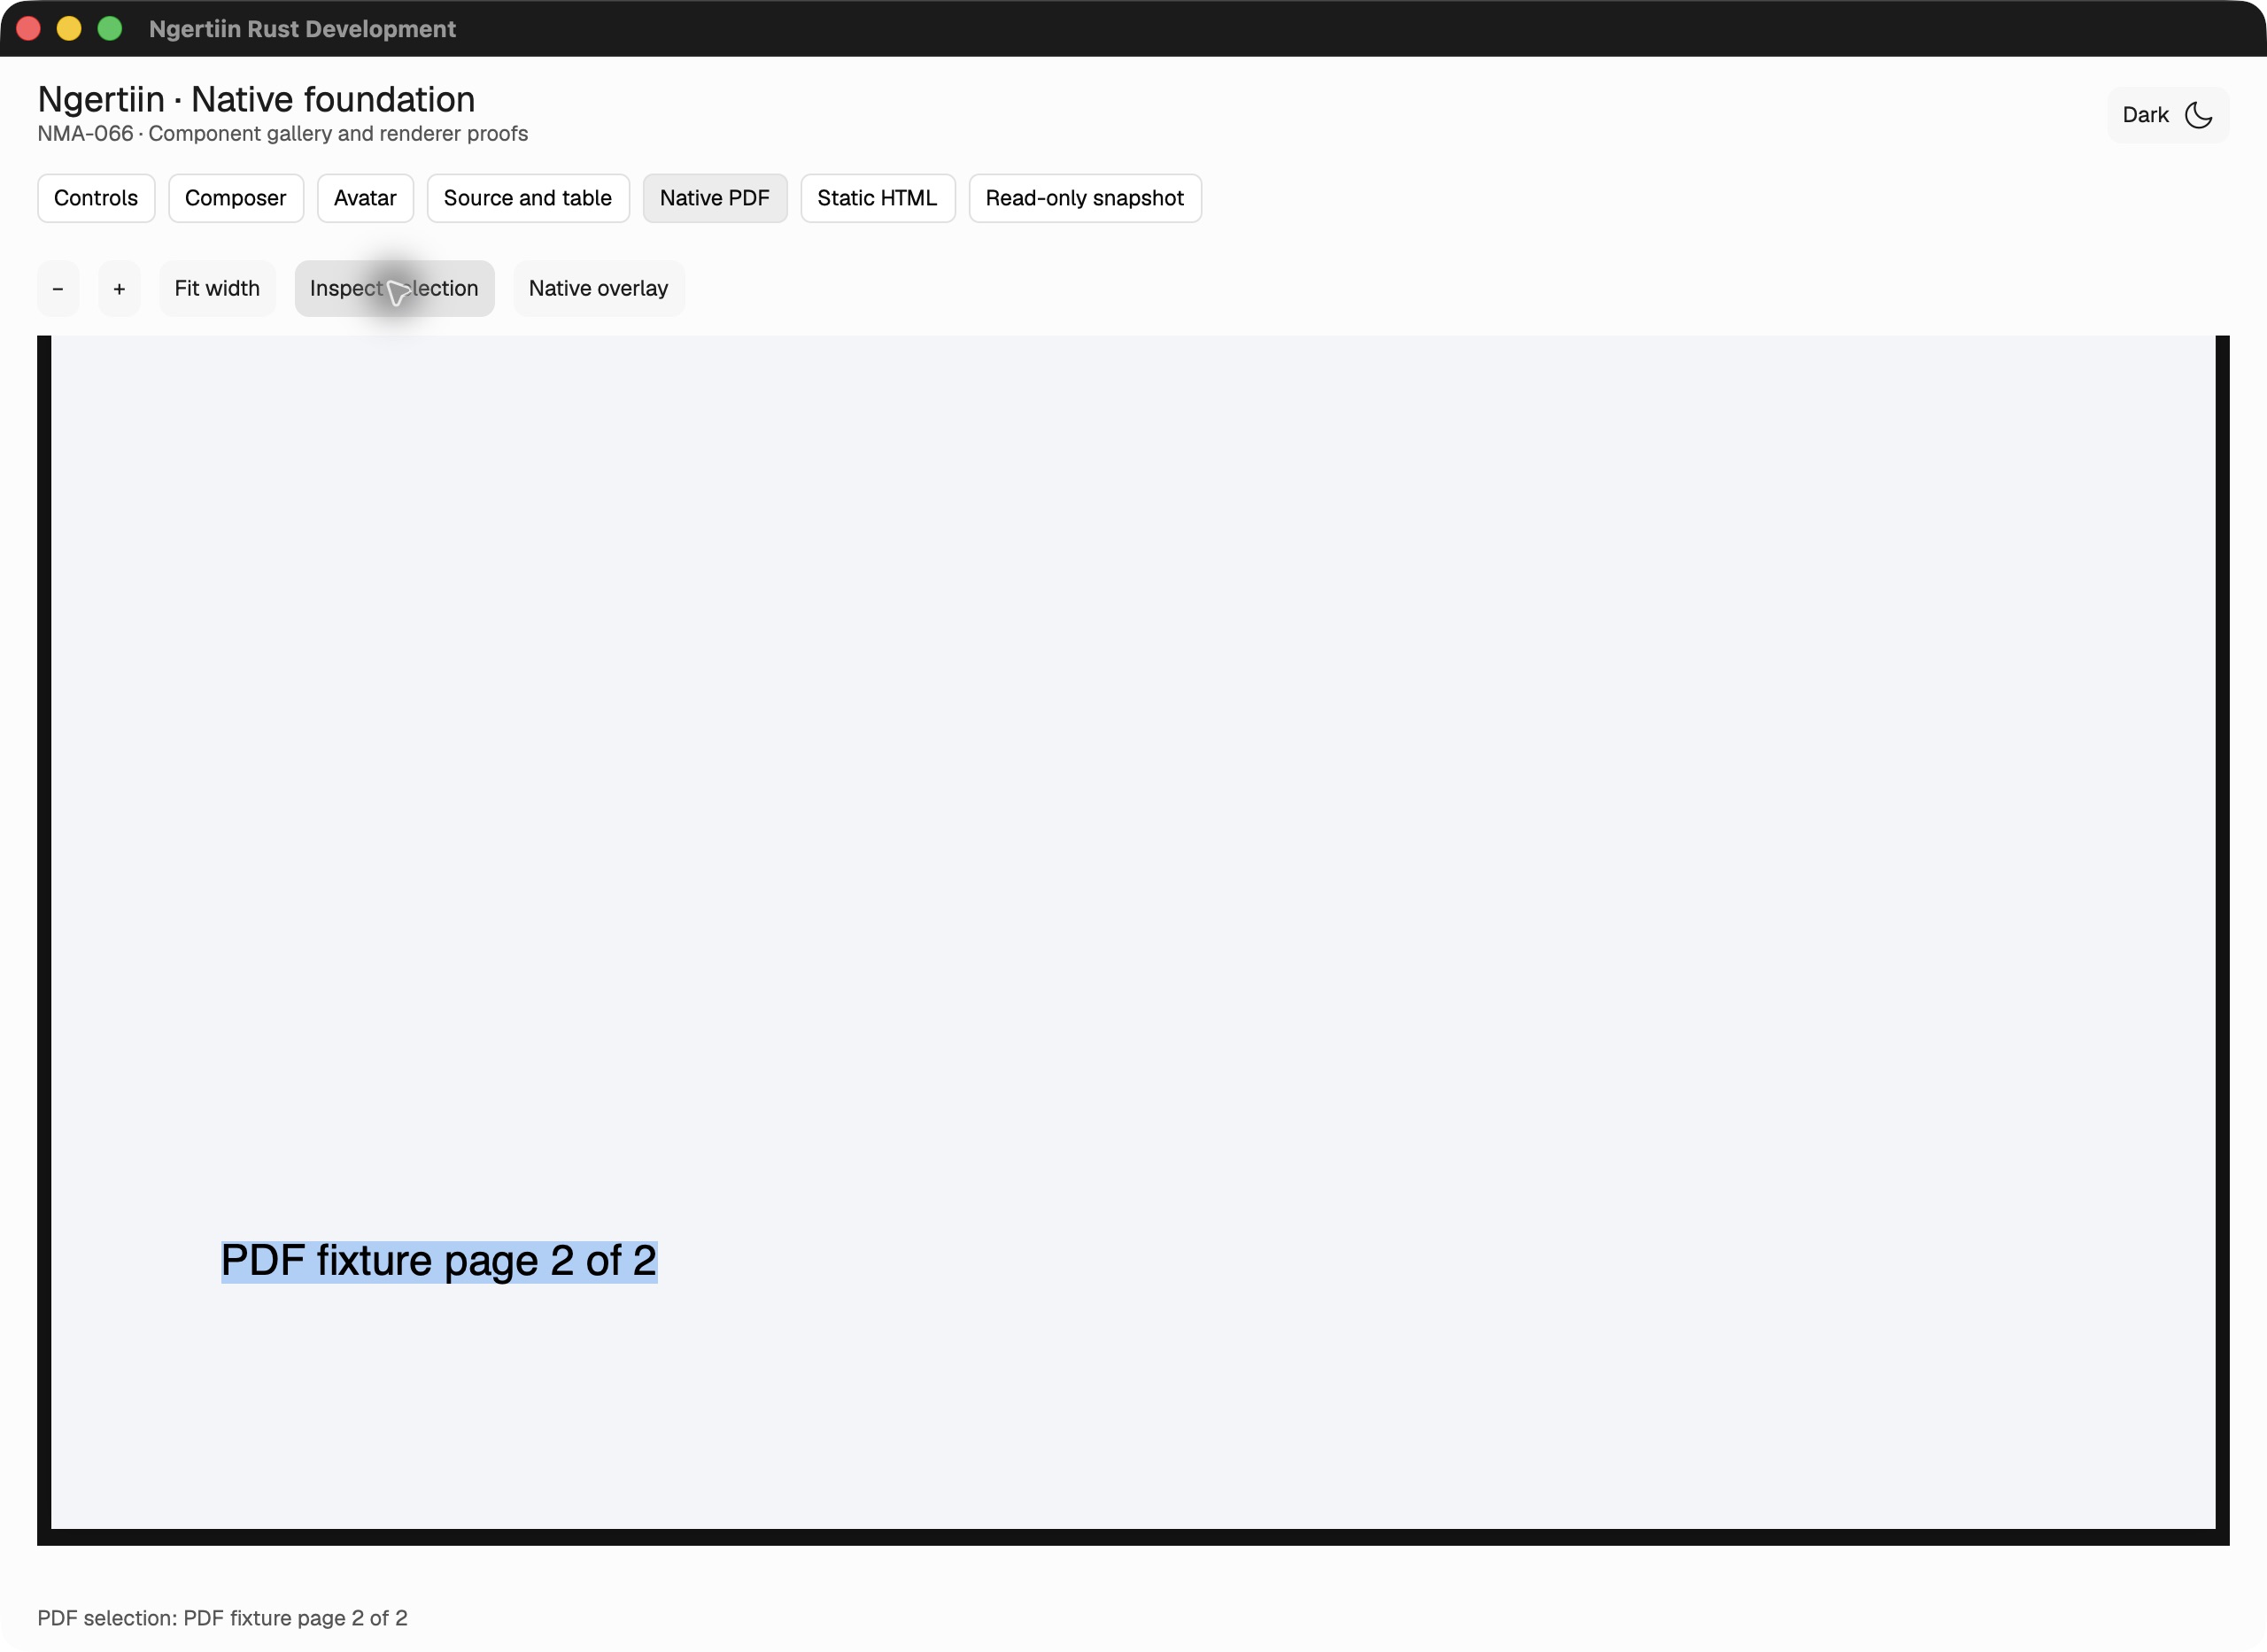 Ngertiin Rust Development
Ngertiin · Native foundation
NMA-066 · Component gallery and renderer proofs
Dark
Controls
Composer
Avatar
Source and table
Native PDF
Static HTML
Read-only snapshot
−
+
Fit width
Inspect selection
Native overlay
PDF fixture page 2 of 2
PDF selection: PDF fixture page 2 of 2